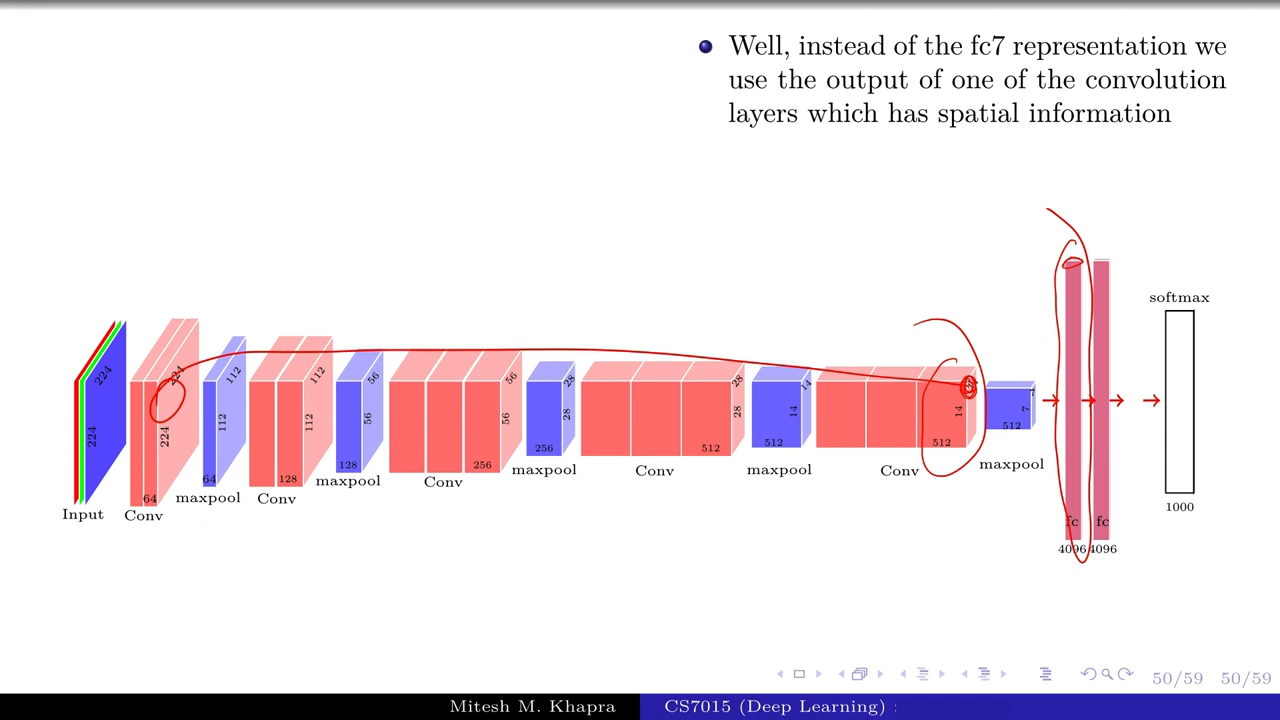 Well, instead of the fc7 representation we
use the output of one of the convolution
layers which has spatial information
softmax
224
224
Input
224
224
64
Conv
112
112
64
maxpool
112
112
128
Conv
56
56
128
maxpool
56
56
256
Conv
28
28
256
maxpool
28
28
512
Conv
14
14
512
maxpool
14
512
Conv
7
7
512
maxpool
fc
4096
fc
4096
1000
50/59 50/59
Mitesh M. Khapra CS7015 (Deep Learning) :